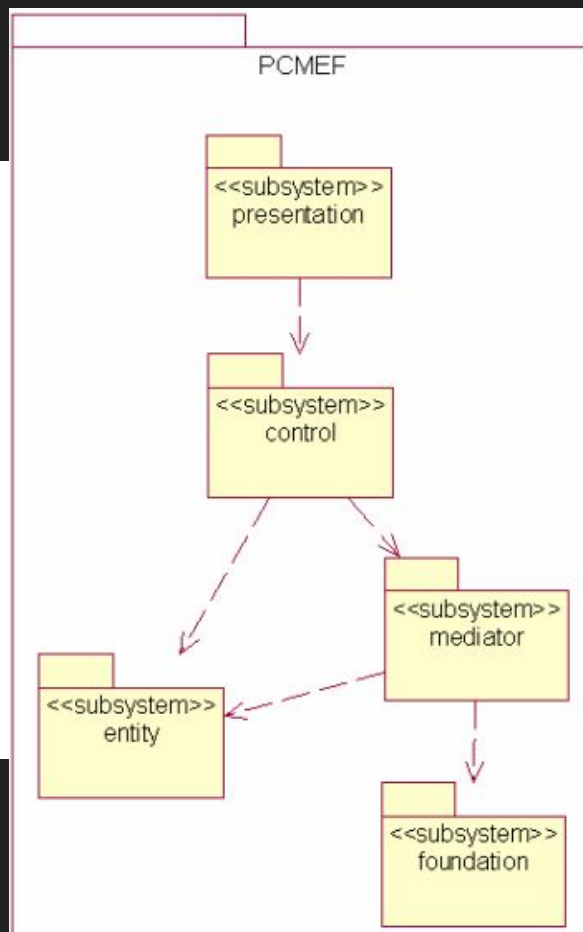 PCMEF
<<subsystem>>
presentation
<<subsystem>>
control
<<subsystem>>
mediator
<<subsystem>>
entity
<<subsystem>>
foundation